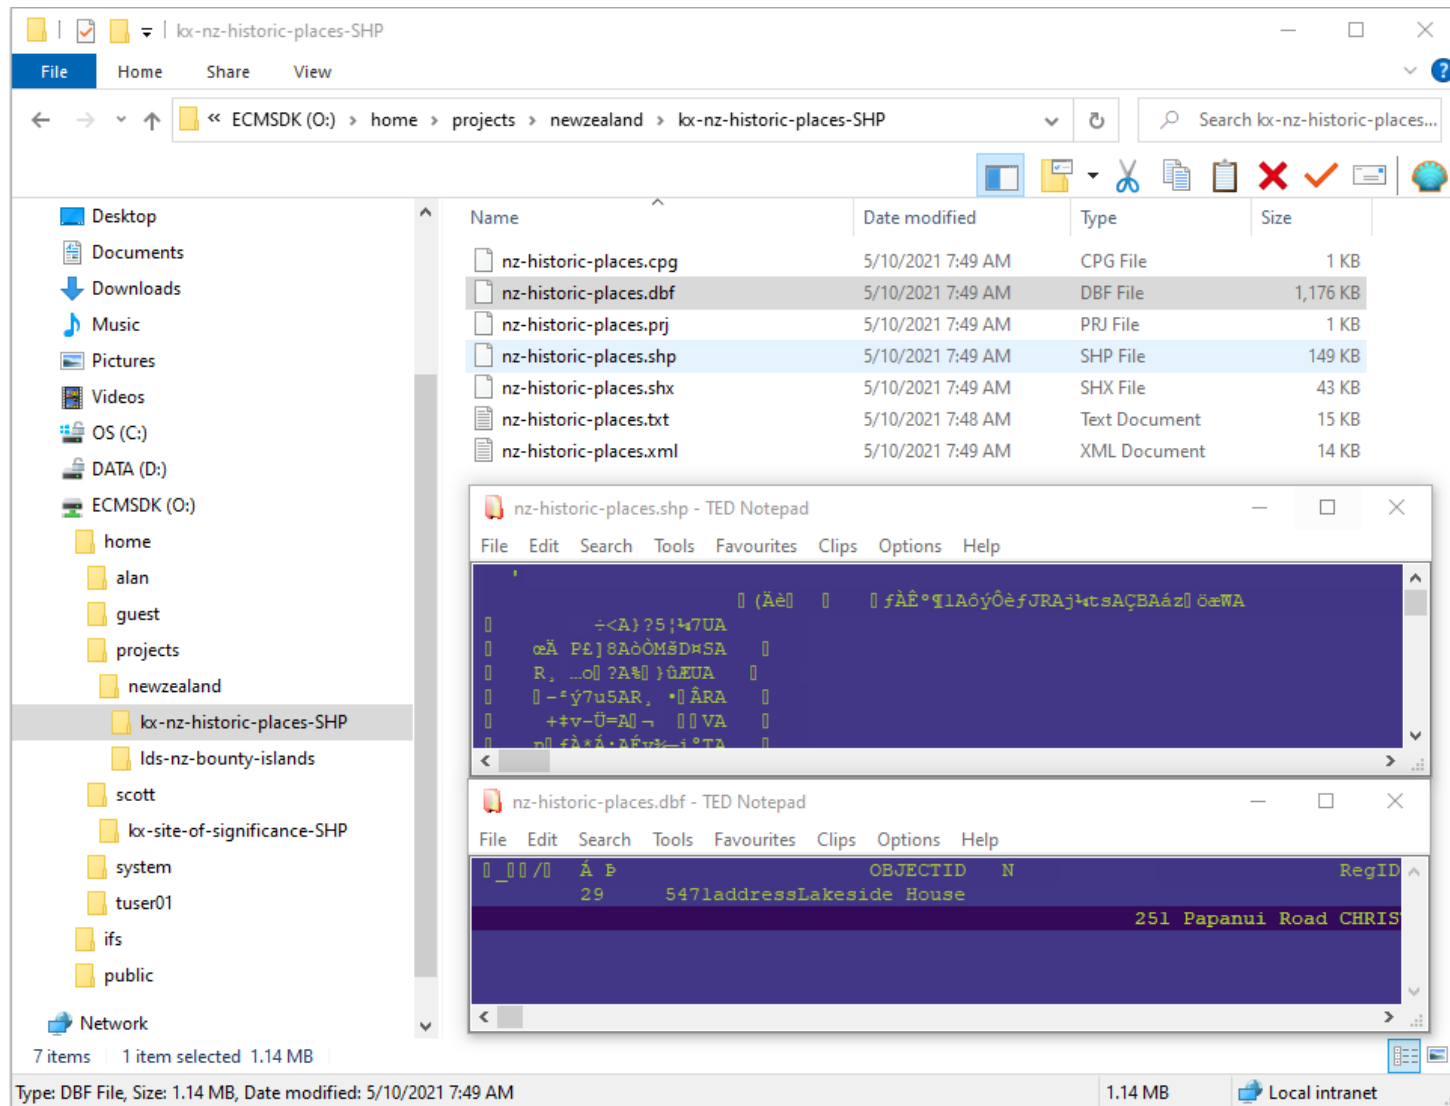 kx-nz-historic-places-SHP
File Home Share View
« ECMSDK (O:) › home › projects › newzealand › kx-nz-historic-places-SHP Search kx-nz-historic-places...
Name Date modified Type Size
Desktop
Documents
Downloads
Music
Pictures
Videos
OS (C:)
DATA (D:)
ECMSDK (O:)
home
alan
guest
projects
newzealand
kx-nz-historic-places-SHP
lds-nz-bounty-islands
scott
kx-site-of-significance-SHP
system
tuser01
ifs
public
Network
nz-historic-places.cpg 5/10/2021 7:49 AM CPG File 1 KB
nz-historic-places.dbf 5/10/2021 7:49 AM DBF File 1,176 KB
nz-historic-places.prj 5/10/2021 7:49 AM PRJ File 1 KB
nz-historic-places.shp 5/10/2021 7:49 AM SHP File 149 KB
nz-historic-places.shx 5/10/2021 7:49 AM SHX File 43 KB
nz-historic-places.txt 5/10/2021 7:48 AM Text Document 15 KB
nz-historic-places.xml 5/10/2021 7:49 AM XML Document 14 KB
nz-historic-places.shp - TED Notepad
File Edit Search Tools Favourites Clips Options Help
÷<A}?5¦¼7UA
œÄ P£]8AòÒMšD¤SA
nz-historic-places.dbf - TED Notepad
File Edit Search Tools Favourites Clips Options Help
Á Þ OBJECTID N RegID
29 5471addressLakeside House
251 Papanui Road CHRIS
7 items 1 item selected 1.14 MB
Type: DBF File, Size: 1.14 MB, Date modified: 5/10/2021 7:49 AM 1.14 MB Local intranet